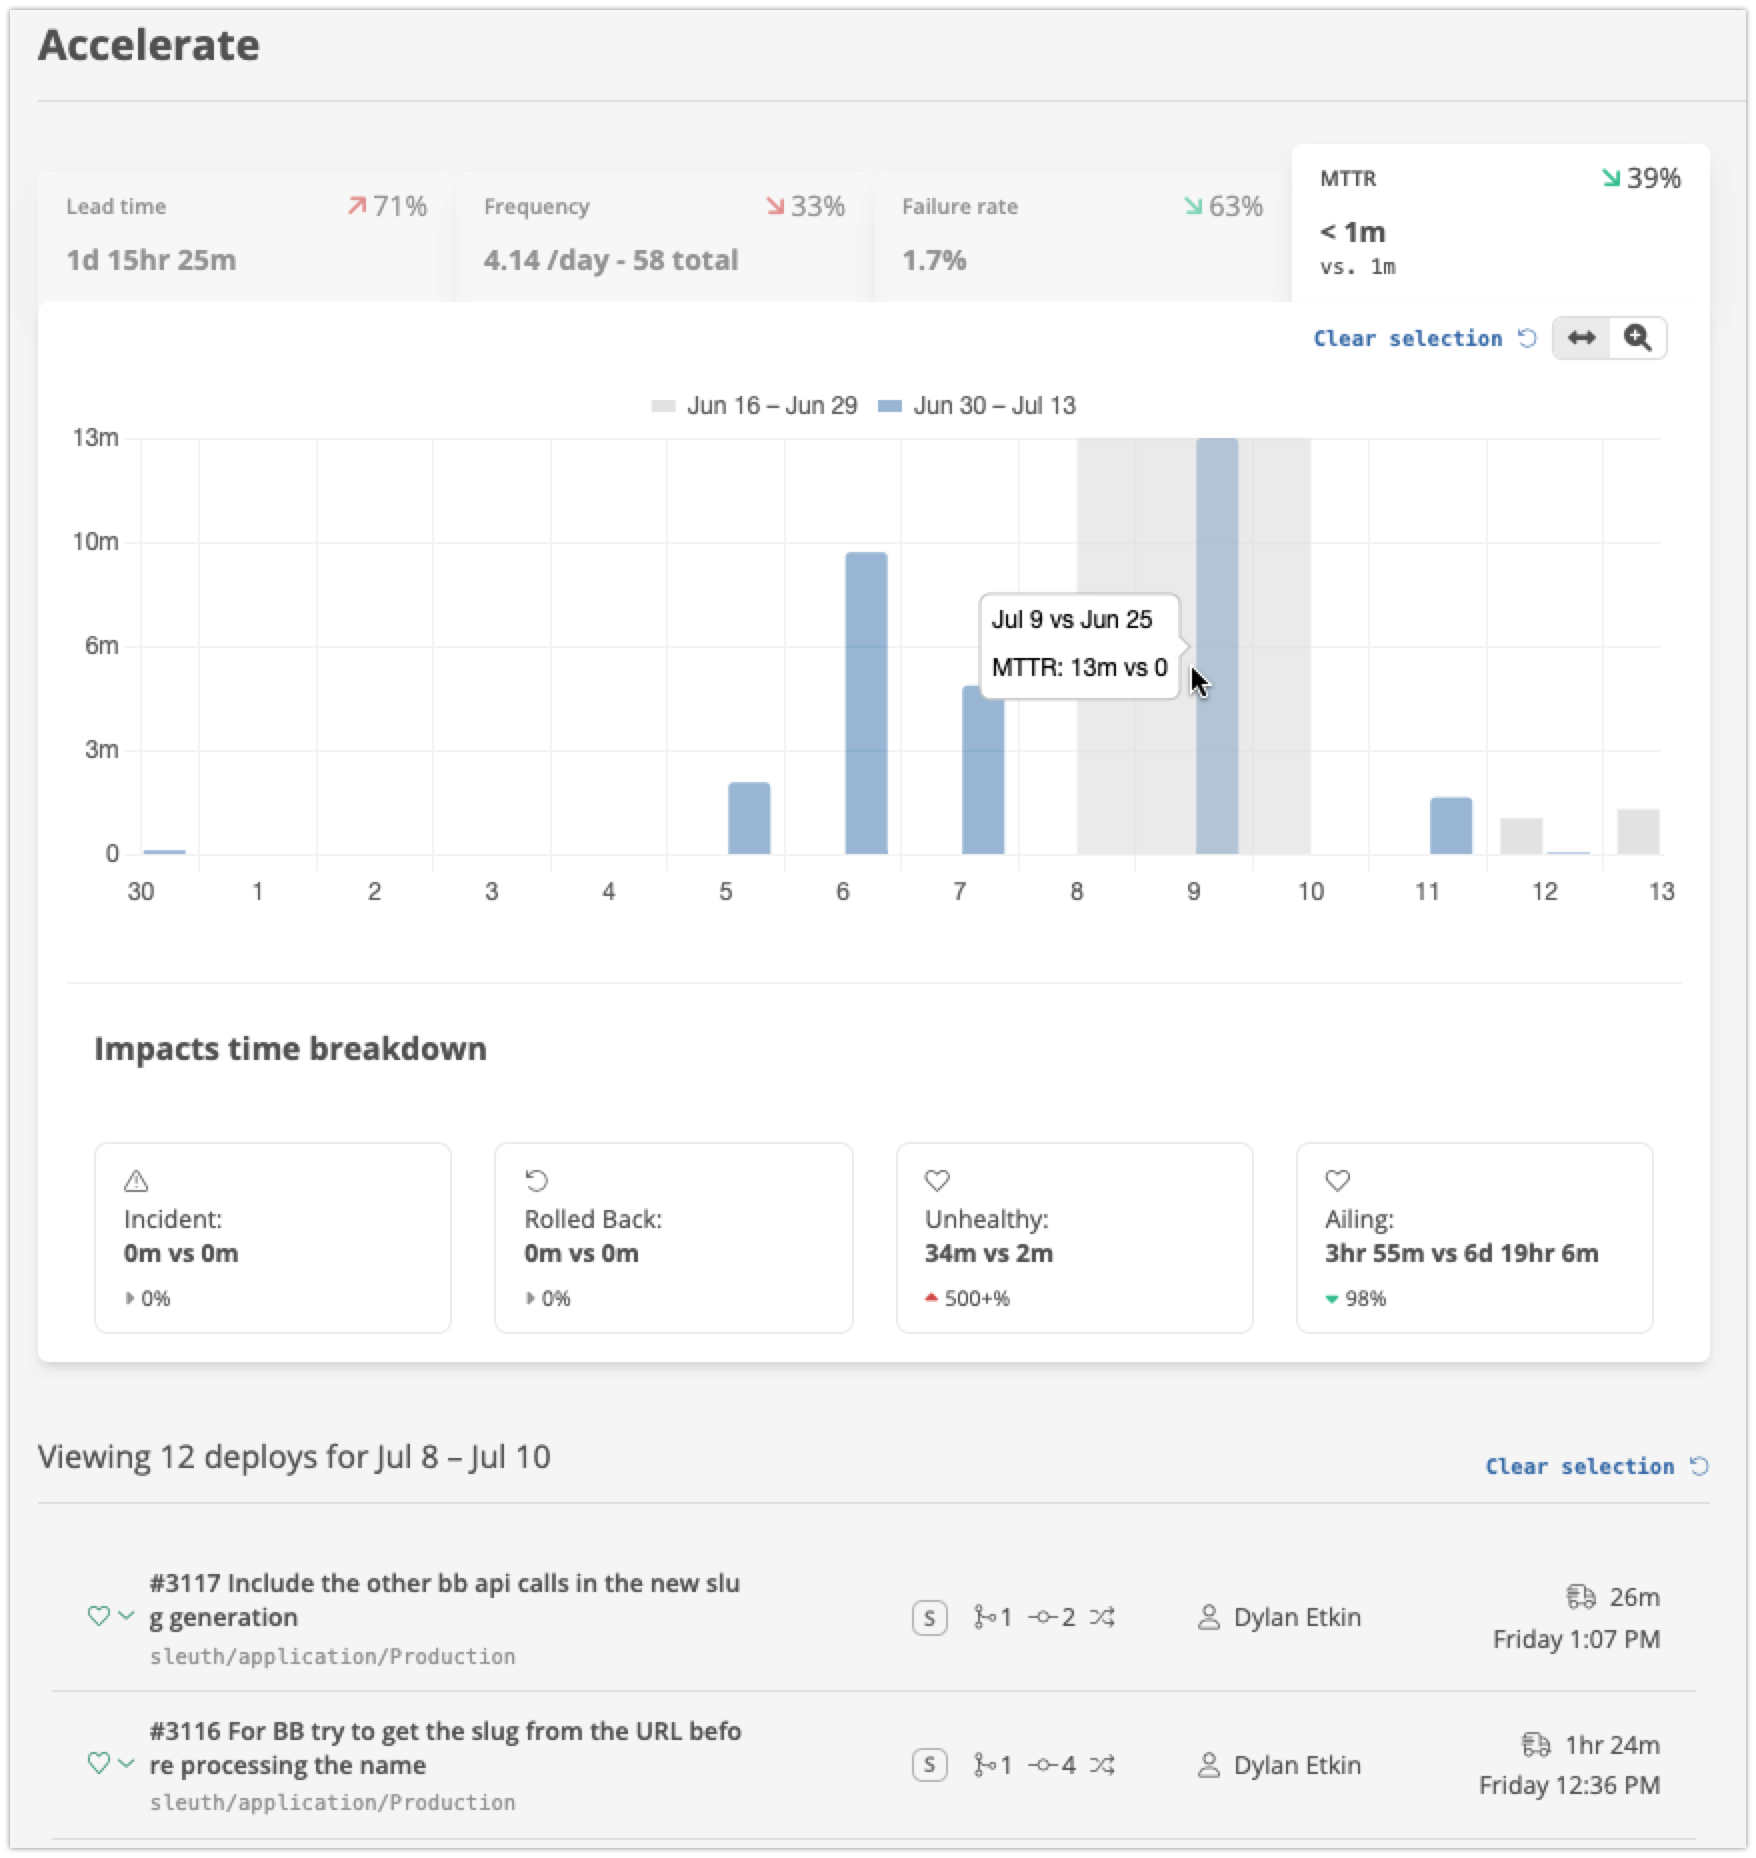 Accelerate
Lead time
71%
1d 15hr 25m
Frequency
33%
4.14 /day - 58 total
Failure rate
63%
1.7%
MTTR
39%
< 1m
vs. 1m
Clear selection
Jun 16 – Jun 29
Jun 30 – Jul 13
13m
10m
6m
3m
0
Jul 9 vs Jun 25
MTTR: 13m vs 0
30 1 2 3 4 5 6 7 8 9 10 11 12 13
Impacts time breakdown
Incident:
0m vs 0m
0%
Rolled Back:
0m vs 0m
0%
Unhealthy:
34m vs 2m
500+%
Ailing:
3hr 55m vs 6d 19hr 6m
98%
Viewing 12 deploys for Jul 8 – Jul 10
Clear selection
#3117 Include the other bb api calls in the new slu
g generation
sleuth/application/Production
S 1 2
Dylan Etkin
26m
Friday 1:07 PM
#3116 For BB try to get the slug from the URL befo
re processing the name
sleuth/application/Production
S 1 4
Dylan Etkin
1hr 24m
Friday 12:36 PM